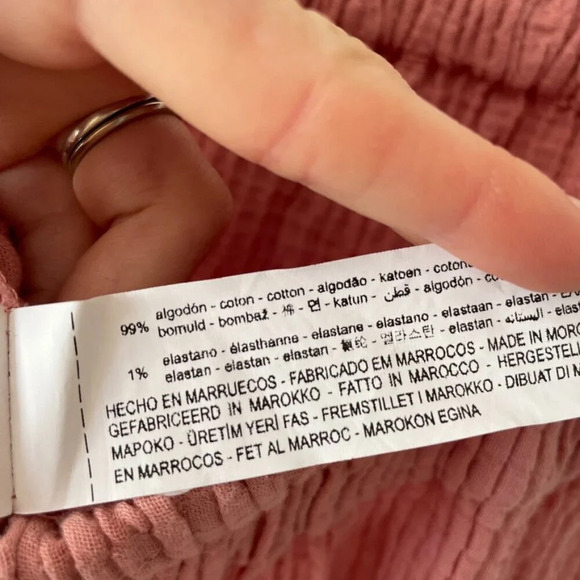 99% algodón - coton - cotton - algodão - katoen - cotone
bomuld - bombaž - 棉 - 면 - katun - قطن - algodón -
1% elastano - élasthanne - elastane - elastano - elastaan - elastan -
elastan - elastan - elastan - 氨纶 - 엘라스탄 - elastan - الستانه -
HECHO EN MARRUECOS - FABRICADO EM MARROCOS - MADE IN
GEFABRICEERD IN MAROKKO - FATTO IN MAROCCO -
МАРОКО - ÜRETİM YERİ FAS - FREMSTILLET I MAROKKO - DIBUAT DI
EN MARROCOS - FET AL MARROC - MAROKON EGINA